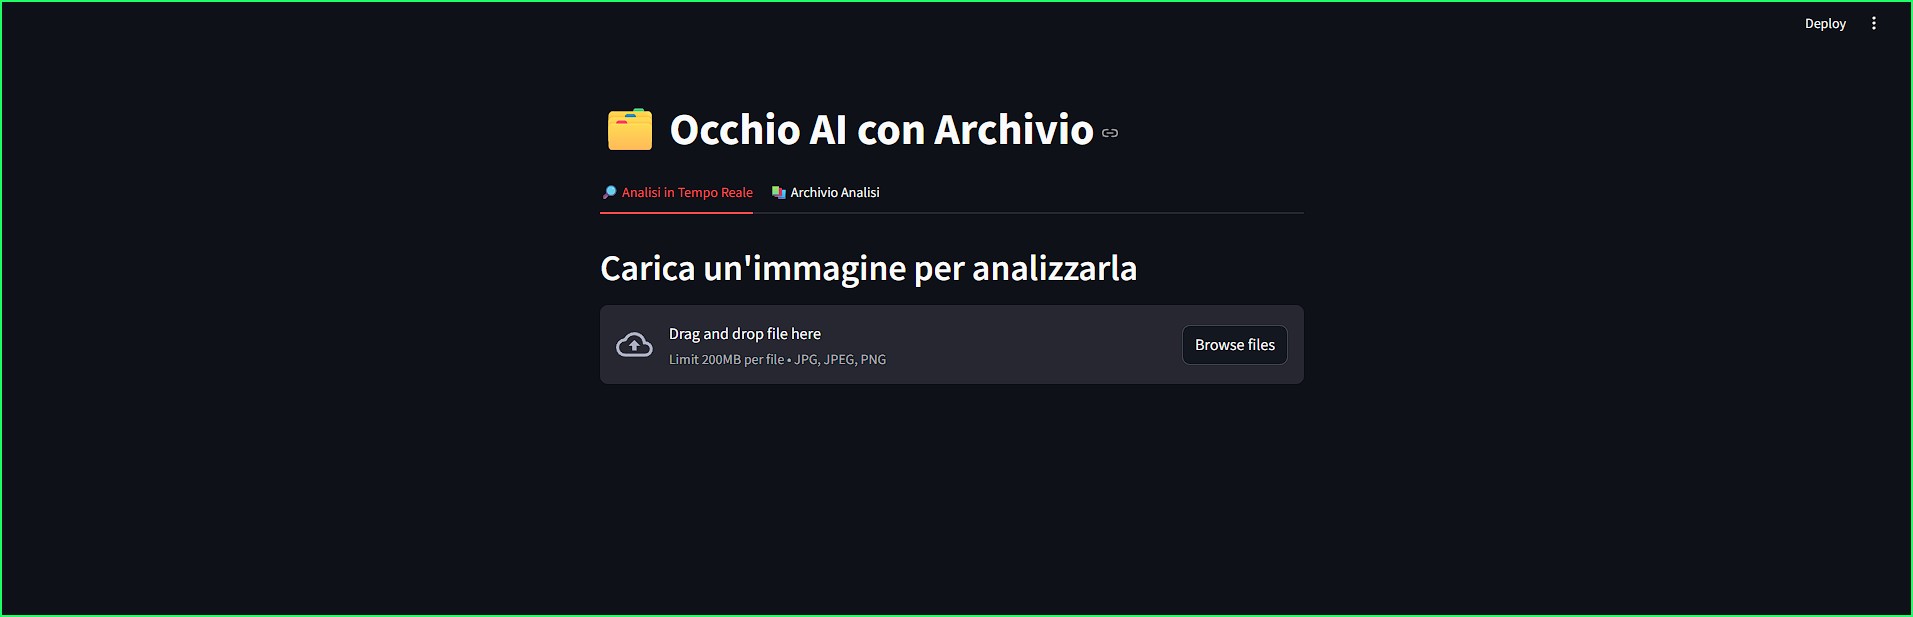 Deploy
Occhio AI con Archivio
Analisi in Tempo Reale
Archivio Analisi
Carica un'immagine per analizzarla
Drag and drop file here
Limit 200MB per file • JPG, JPEG, PNG
Browse files